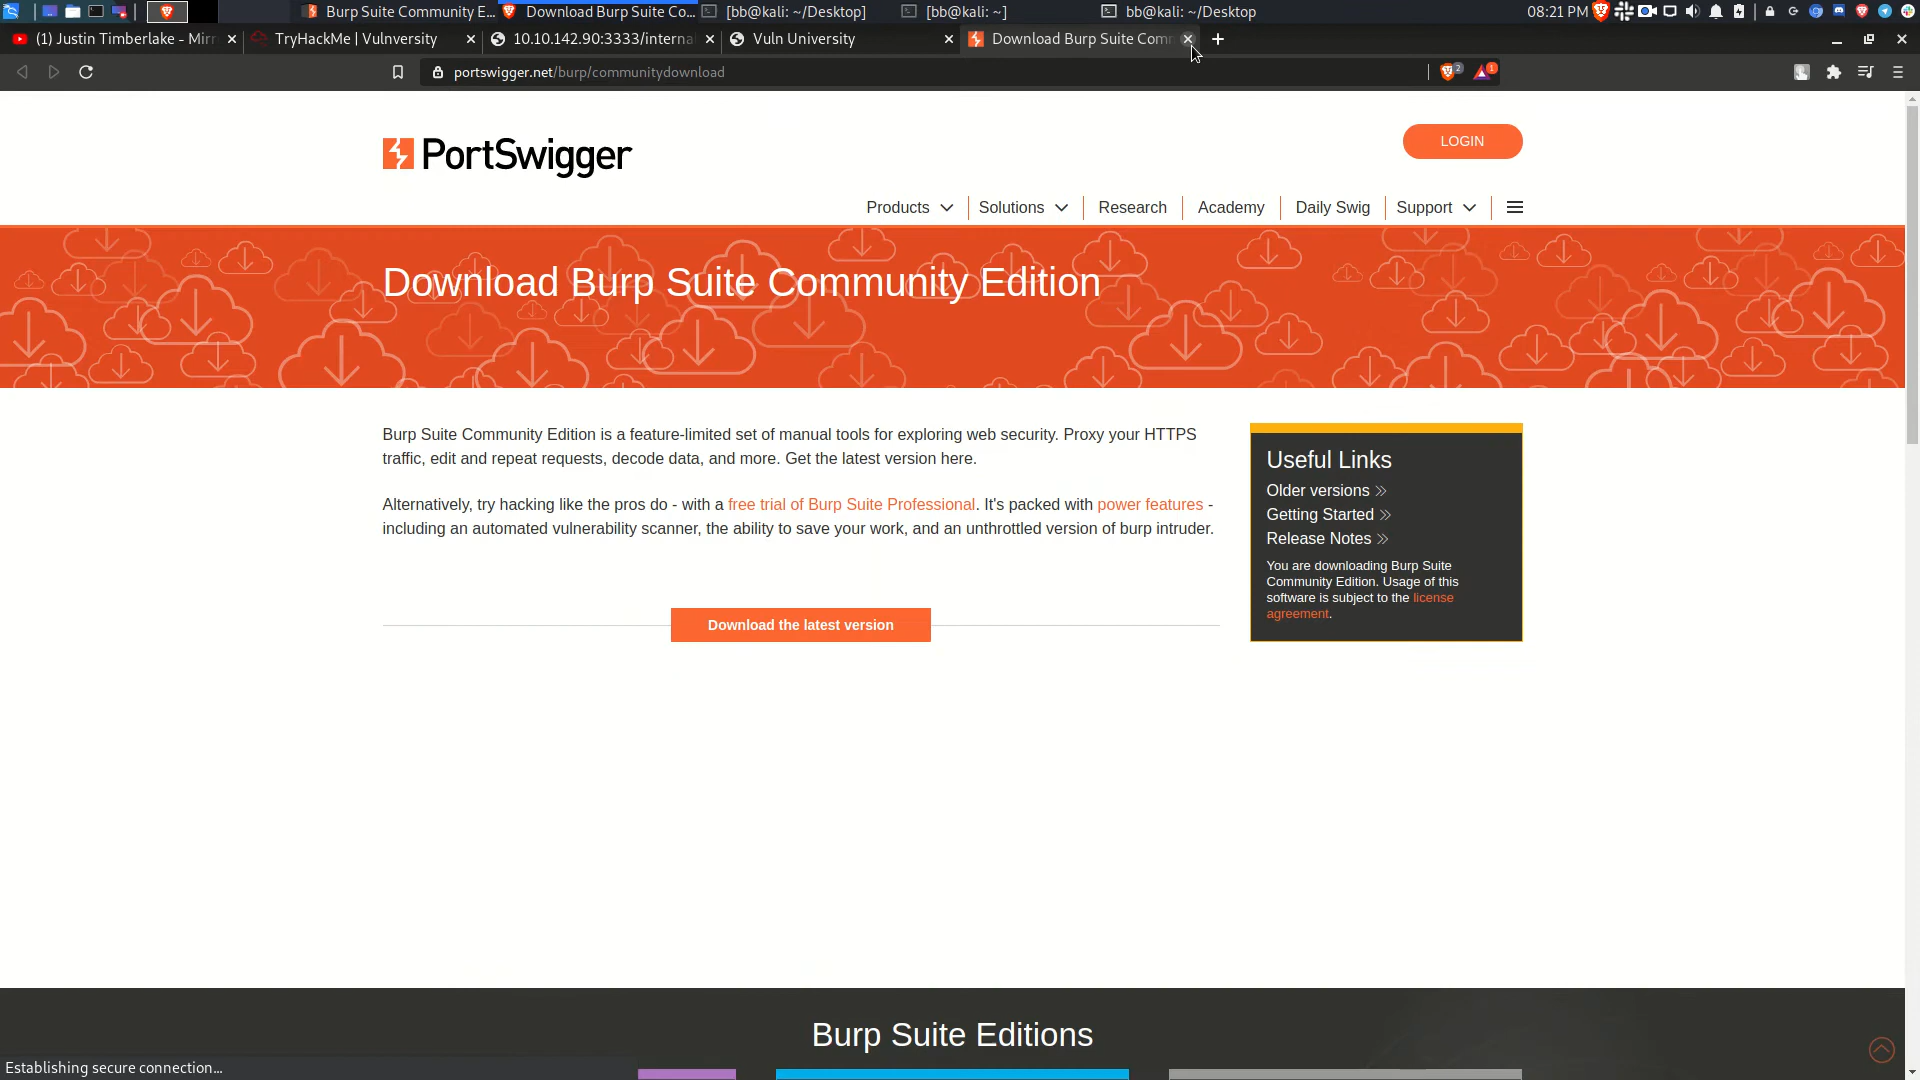 Burp Suite Community E...
Download Burp Suite Co...
[bb@kali: ~/Desktop]
[bb@kali: ~]
bb@kali: ~/Desktop
08:21 PM
(1) Justin Timberlake - Mirr
TryHackMe | Vulnversity
10.10.142.90:3333/interna
Vuln University
Download Burp Suite Com
portswigger.net/burp/communitydownload
2
1
PortSwigger
LOGIN
Products
Solutions
Research
Academy
Daily Swig
Support
Download Burp Suite Community Edition
Burp Suite Community Edition is a feature-limited set of manual tools for exploring web security. Proxy your HTTPS
traffic, edit and repeat requests, decode data, and more. Get the latest version here.
Alternatively, try hacking like the pros do - with a free trial of Burp Suite Professional. It's packed with power features -
including an automated vulnerability scanner, the ability to save your work, and an unthrottled version of burp intruder.
Download the latest version
Useful Links
Older versions
Getting Started
Release Notes
You are downloading Burp Suite
Community Edition. Usage of this
software is subject to the license
agreement.
Burp Suite Editions
Establishing secure connection...